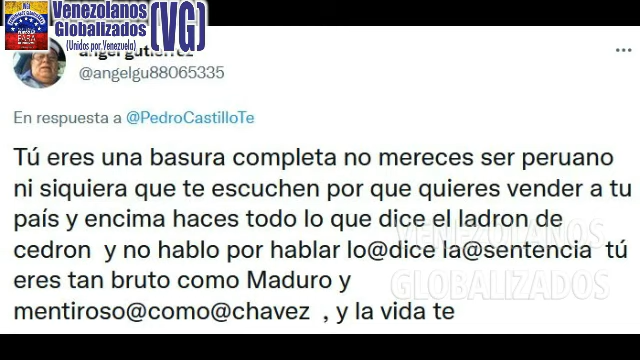 Venezolanos
Globalizados
(Unidos por Venezuela)
(VG)
angel gutierrez
@angelgu88065335
En respuesta a @PedroCastilloTe
Tú eres una basura completa no mereces ser peruano
ni siquiera que te escuchen por que quieres vender a tu
país y encima haces todo lo que dice el ladron de
cedron y no hablo por hablar lo@dice la@sentencia tú
eres tan bruto como Maduro y
mentiroso@como@chavez , y la vida te
VENEZOLANOS
GLOBALIZADOS